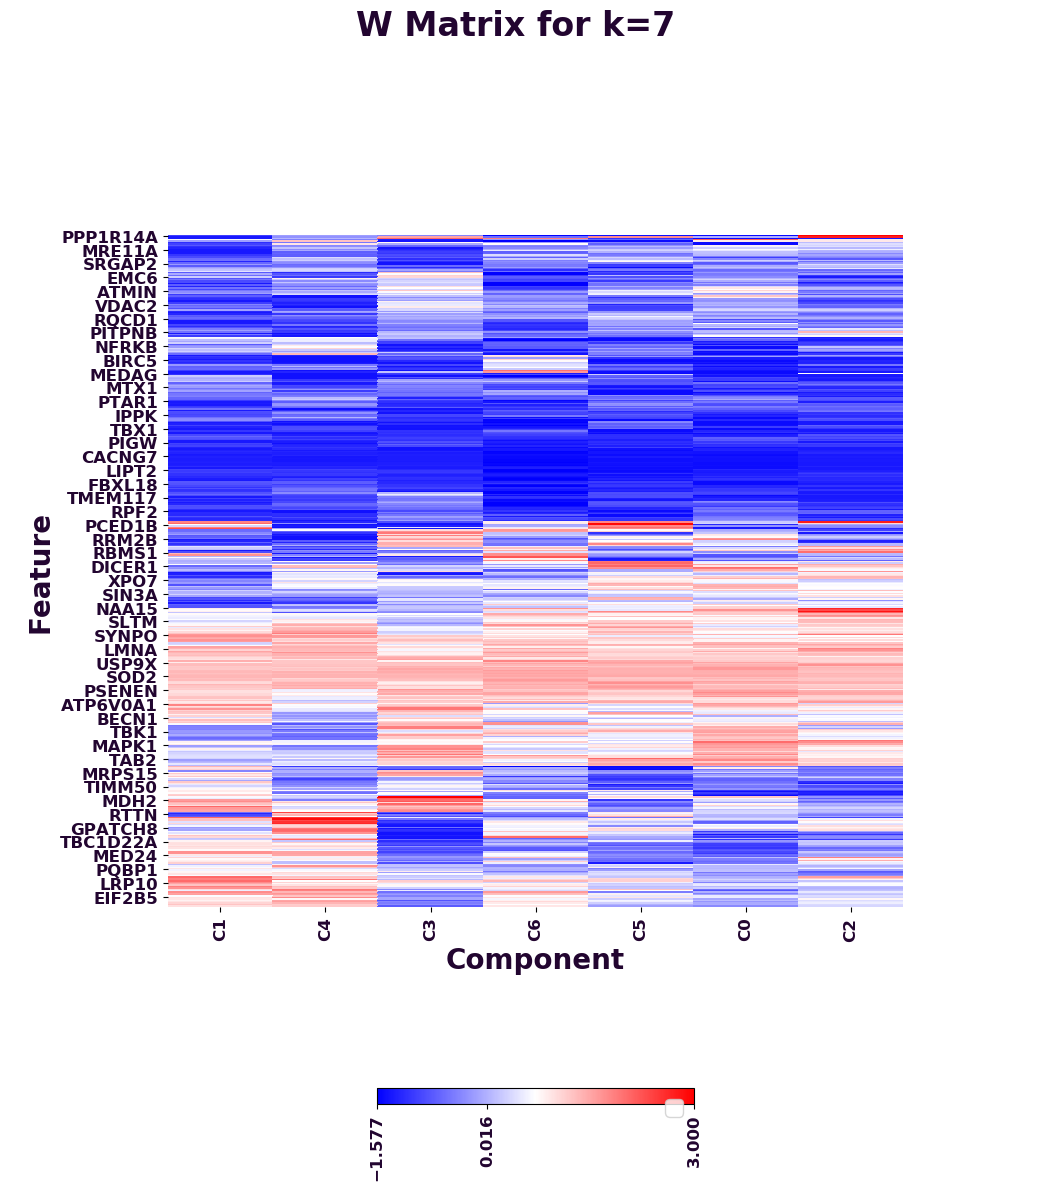 W Matrix for k=7
Feature
PPP1R14A
MRE11A
SRGAP2
EMC6
ATMIN
VDAC2
RQCD1
PITPNB
NFRKB
BIRC5
MEDAG
MTX1
PTAR1
IPPK
TBX1
PIGW
CACNG7
LIPT2
FBXL18
TMEM117
RPF2
PCED1B
RRM2B
RBMS1
DICER1
XPO7
SIN3A
NAA15
SLTM
SYNPO
LMNA
USP9X
SOD2
PSENEN
ATP6V0A1
BECN1
TBK1
MAPK1
TAB2
MRPS15
TIMM50
MDH2
RTTN
GPATCH8
TBC1D22A
MED24
PQBP1
LRP10
EIF2B5
C1
C4
C3
C6
C5
C0
C2
Component
−1.577
0.016
3.000